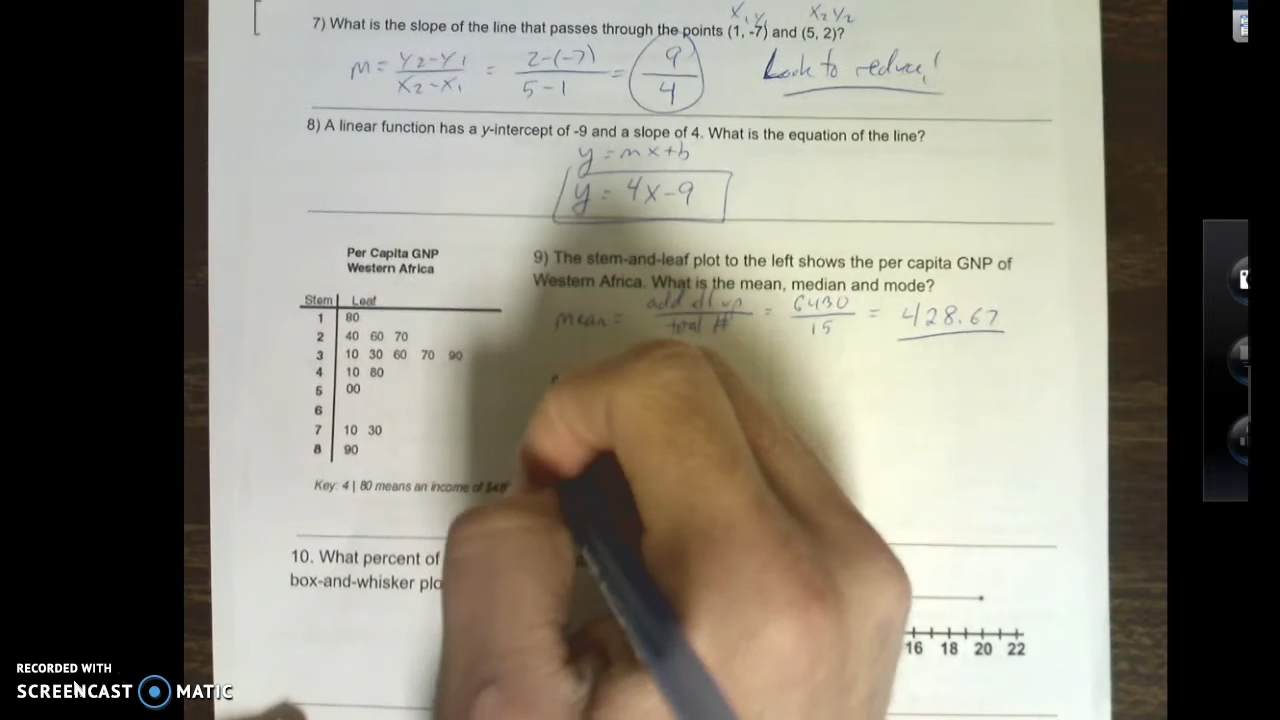 x₁ y₁ x₂ y₂
7) What is the slope of the line that passes through the points (1, -7) and (5, 2)?
m = y₂-y₁ / x₂-x₁ = 2-(-7) / 5-1 = 9/4 Look to reduce!
8) A linear function has a y-intercept of -9 and a slope of 4. What is the equation of the line?
y = mx+b
y = 4x-9
Per Capita GNP
Western Africa
Stem Leaf
1 80
2 40 60 70
3 10 30 60 70 90
4 10 80
5 00
6
7 10 30
8 90
Key: 4 | 80 means an income of
9) The stem-and-leaf plot to the left shows the per capita GNP of
Western Africa. What is the mean, median and mode?
mean = add all up / total # = 6430 / 15 = 428.67
10. What percent of
box-and-whisker
16 18 20 22
RECORDED WITH
SCREENCAST MATIC